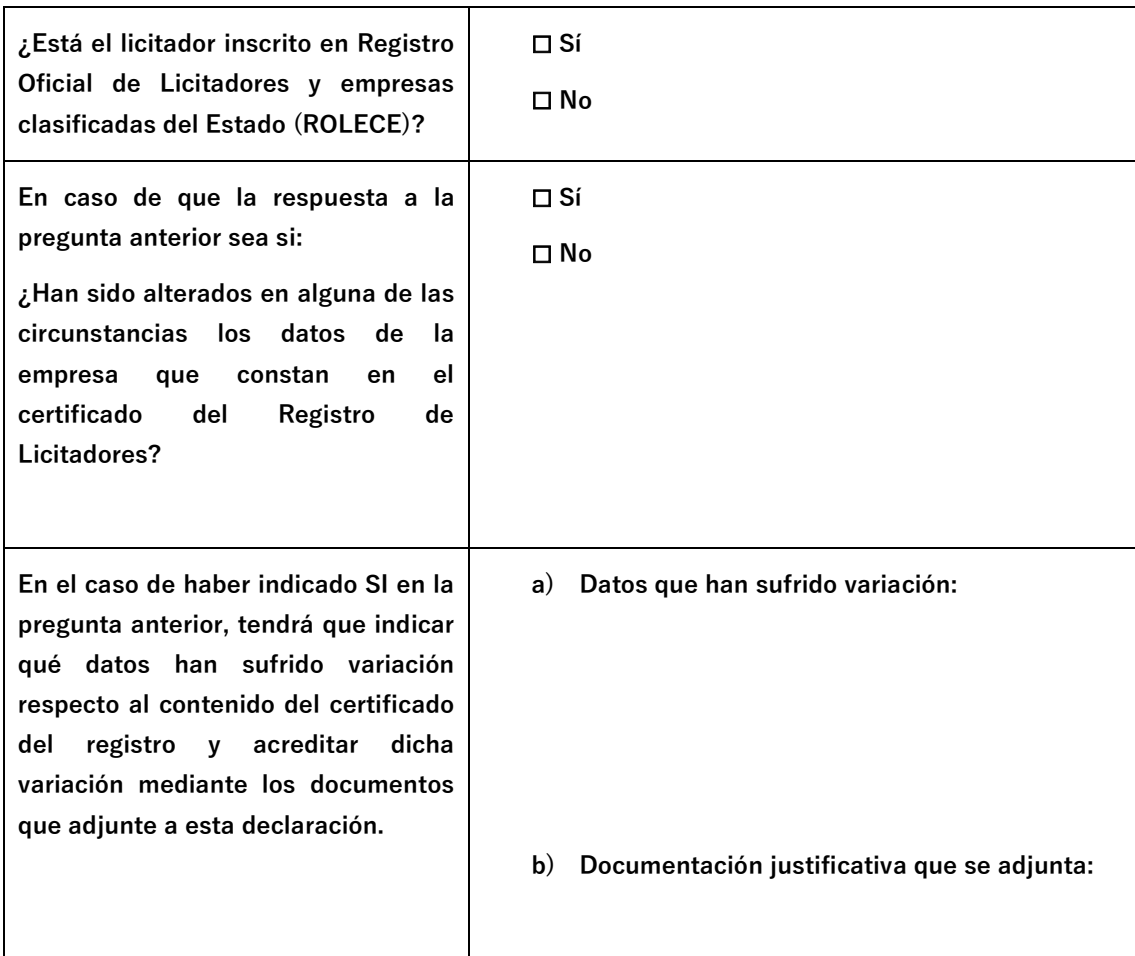 ¿Está el licitador inscrito en Registro
Oficial de Licitadores y empresas
clasificadas del Estado (ROLECE)?
☐ Sí
☐ No
En caso de que la respuesta a la
pregunta anterior sea si:
¿Han sido alterados en alguna de las
circunstancias los datos de la
empresa que constan en el
certificado del Registro de
Licitadores?
☐ Sí
☐ No
En el caso de haber indicado SI en la
pregunta anterior, tendrá que indicar
qué datos han sufrido variación
respecto al contenido del certificado
del registro y acreditar dicha
variación mediante los documentos
que adjunte a esta declaración.
a) Datos que han sufrido variación:
b) Documentación justificativa que se adjunta: